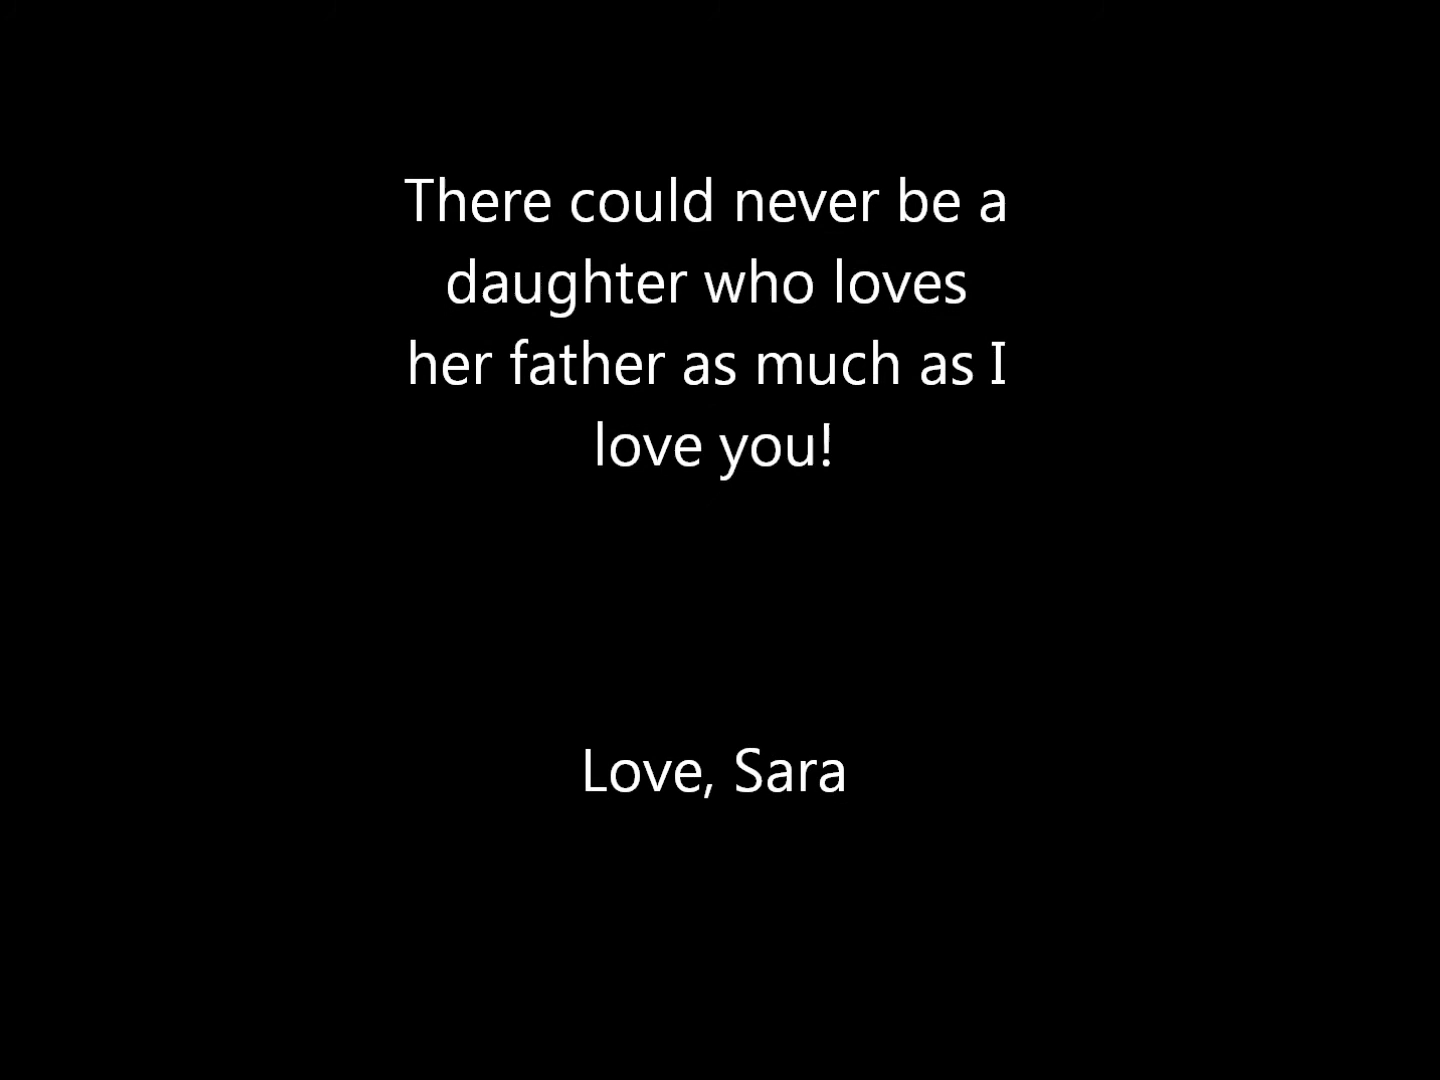 There could never be a
daughter who loves
her father as much as I
love you!
Love, Sara